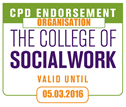 CPD ENDORSEMENT
ORGANISATION
THE COLLEGE OF
SOCIALWORK
VALID UNTIL
05.03.2016